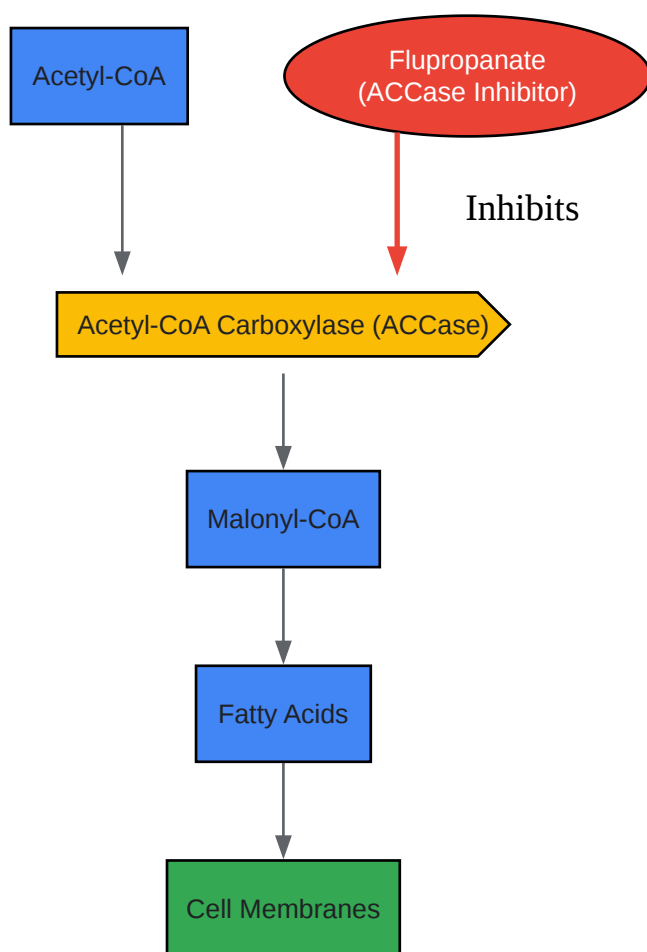 Acetyl-CoA
Flupropanate
(ACCase Inhibitor)
Inhibits
Acetyl-CoA Carboxylase (ACCase)
Malonyl-CoA
Fatty Acids
Cell Membranes